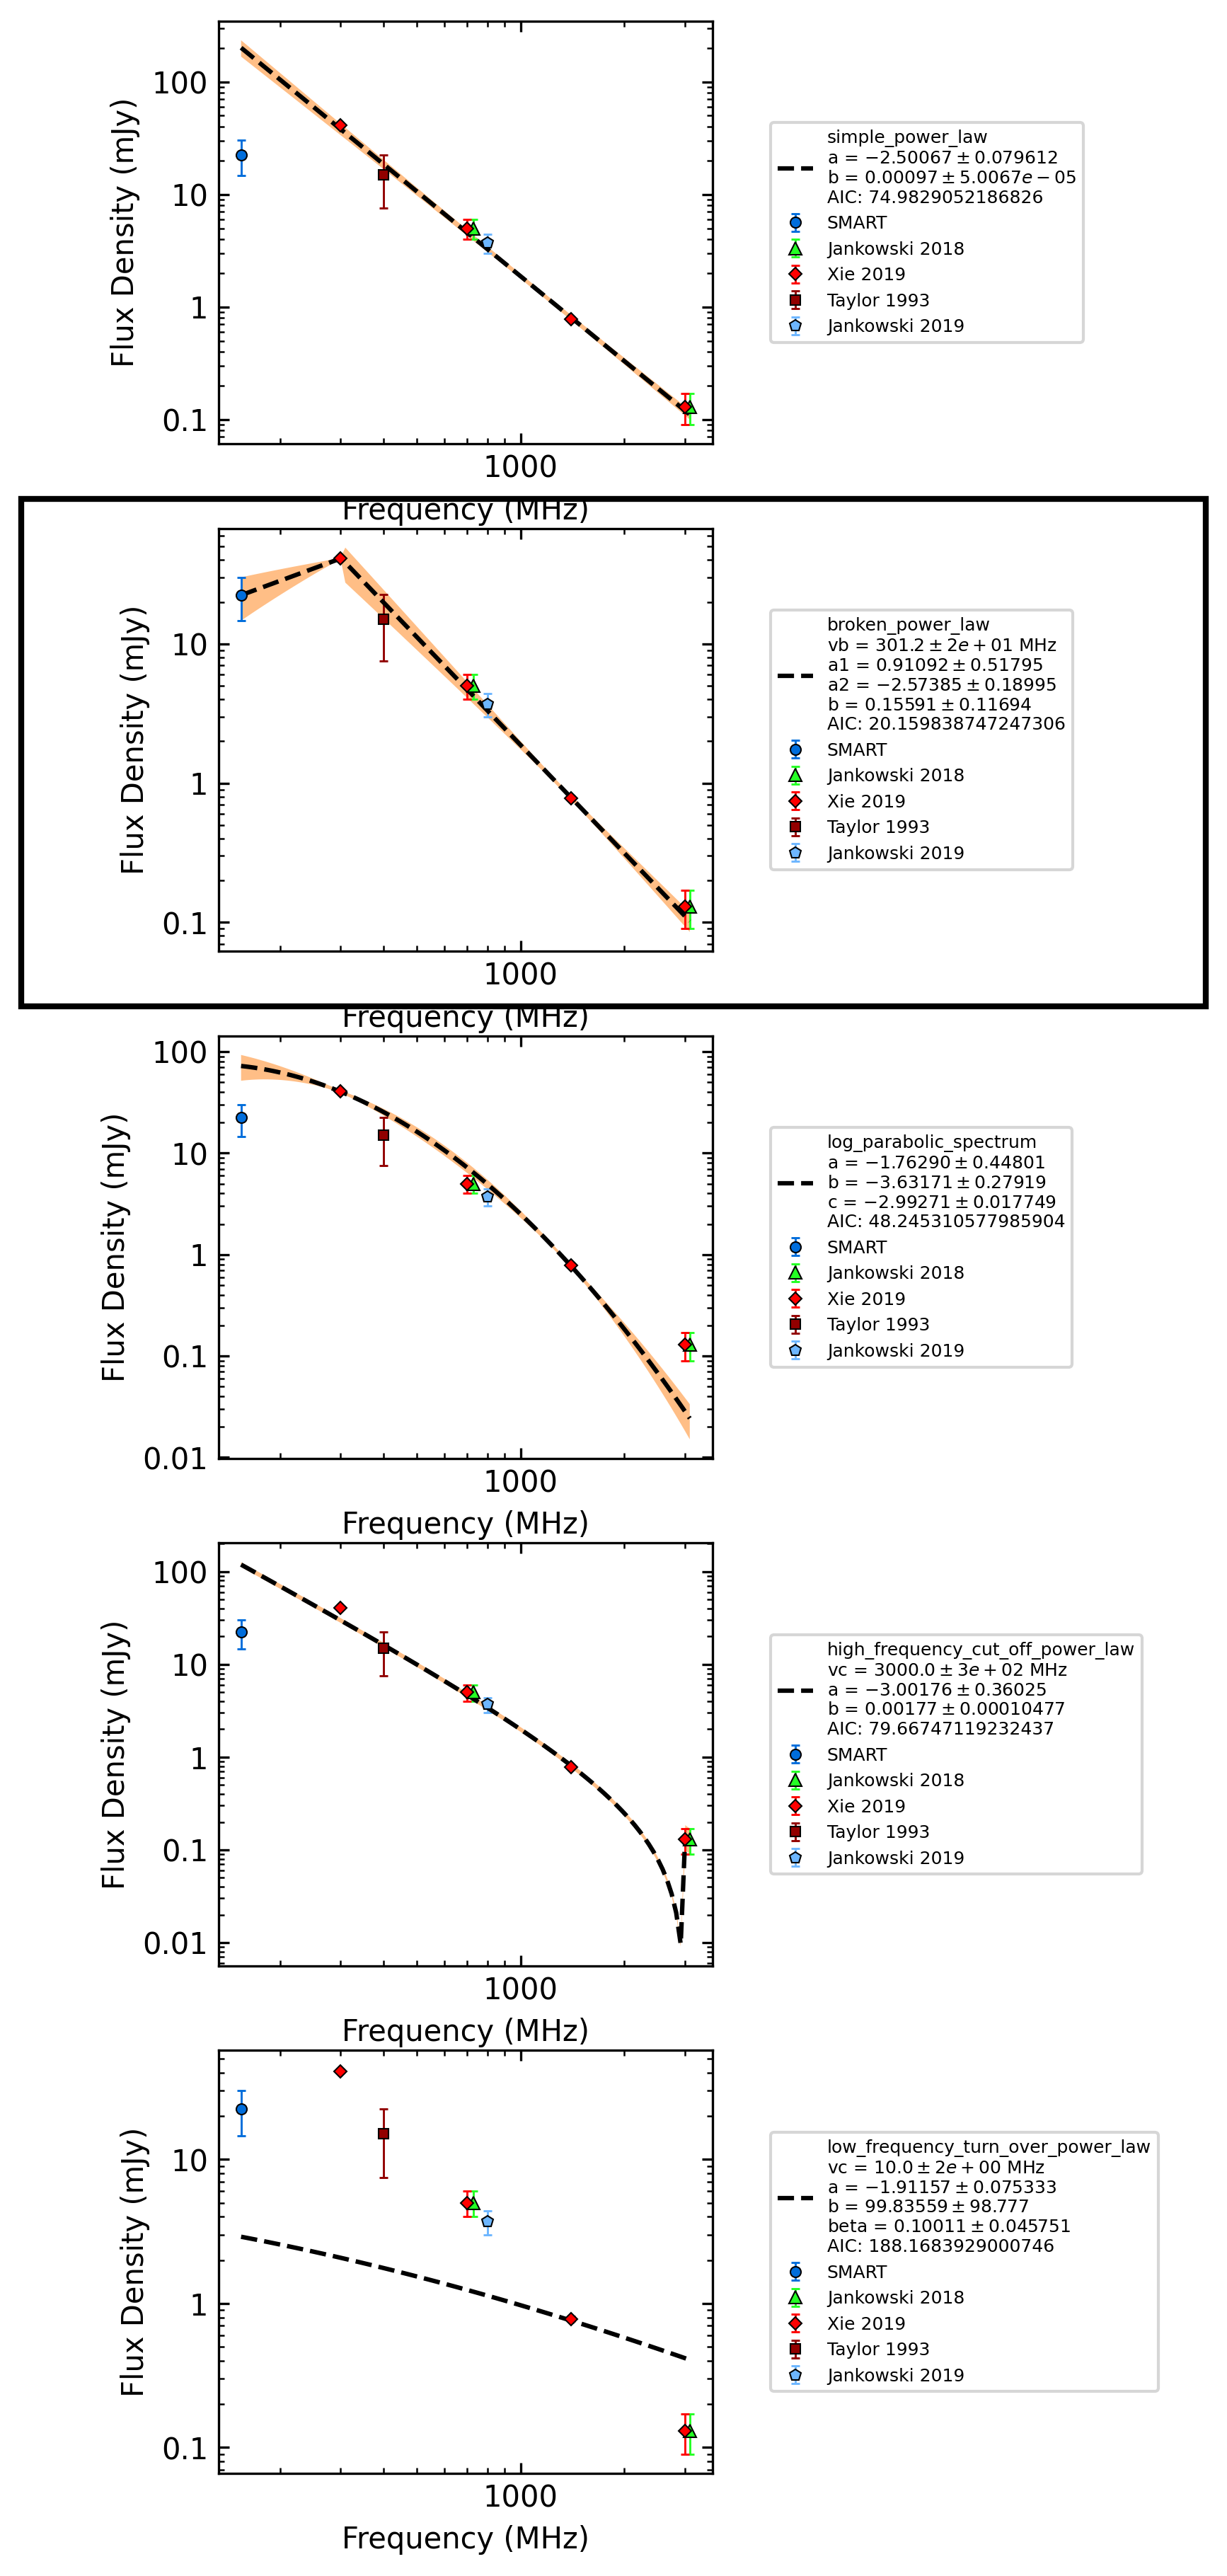 100
10
1
0.1
Flux Density (mJy)
1000
Frequency (MHz)
simple_power_law
a = −2.50067 ± 0.079612
b = 0.00097 ± 5.0067e − 05
AIC: 74.9829052186826
SMART
Jankowski 2018
Xie 2019
Taylor 1993
Jankowski 2019
10
1
0.1
Flux Density (mJy)
1000
Frequency (MHz)
broken_power_law
vb = 301.2 ± 2e + 01 MHz
a1 = 0.91092 ± 0.51795
a2 = −2.57385 ± 0.18995
b = 0.15591 ± 0.11694
AIC: 20.159838747247306
SMART
Jankowski 2018
Xie 2019
Taylor 1993
Jankowski 2019
100
10
1
0.1
0.01
Flux Density (mJy)
1000
Frequency (MHz)
log_parabolic_spectrum
a = −1.76290 ± 0.44801
b = −3.63171 ± 0.27919
c = −2.99271 ± 0.017749
AIC: 48.245310577985904
SMART
Jankowski 2018
Xie 2019
Taylor 1993
Jankowski 2019
100
10
1
0.1
0.01
Flux Density (mJy)
1000
Frequency (MHz)
high_frequency_cut_off_power_law
vc = 3000.0 ± 3e + 02 MHz
a = −3.00176 ± 0.36025
b = 0.00177 ± 0.00010477
AIC: 79.66747119232437
SMART
Jankowski 2018
Xie 2019
Taylor 1993
Jankowski 2019
10
1
0.1
Flux Density (mJy)
1000
Frequency (MHz)
low_frequency_turn_over_power_law
vc = 10.0 ± 2e + 00 MHz
a = −1.91157 ± 0.075333
b = 99.83559 ± 98.777
beta = 0.10011 ± 0.045751
AIC: 188.1683929000746
SMART
Jankowski 2018
Xie 2019
Taylor 1993
Jankowski 2019